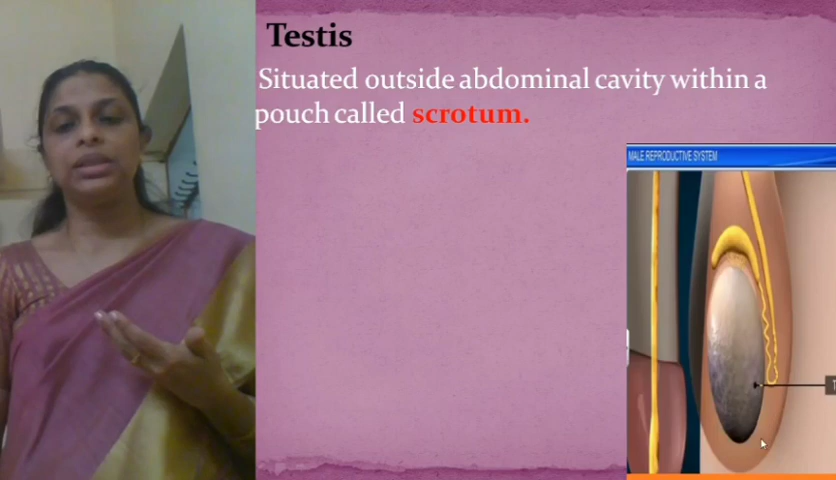 Testis
Situated outside abdominal cavity within a
pouch called scrotum.
MALE REPRODUCTIVE SYSTEM